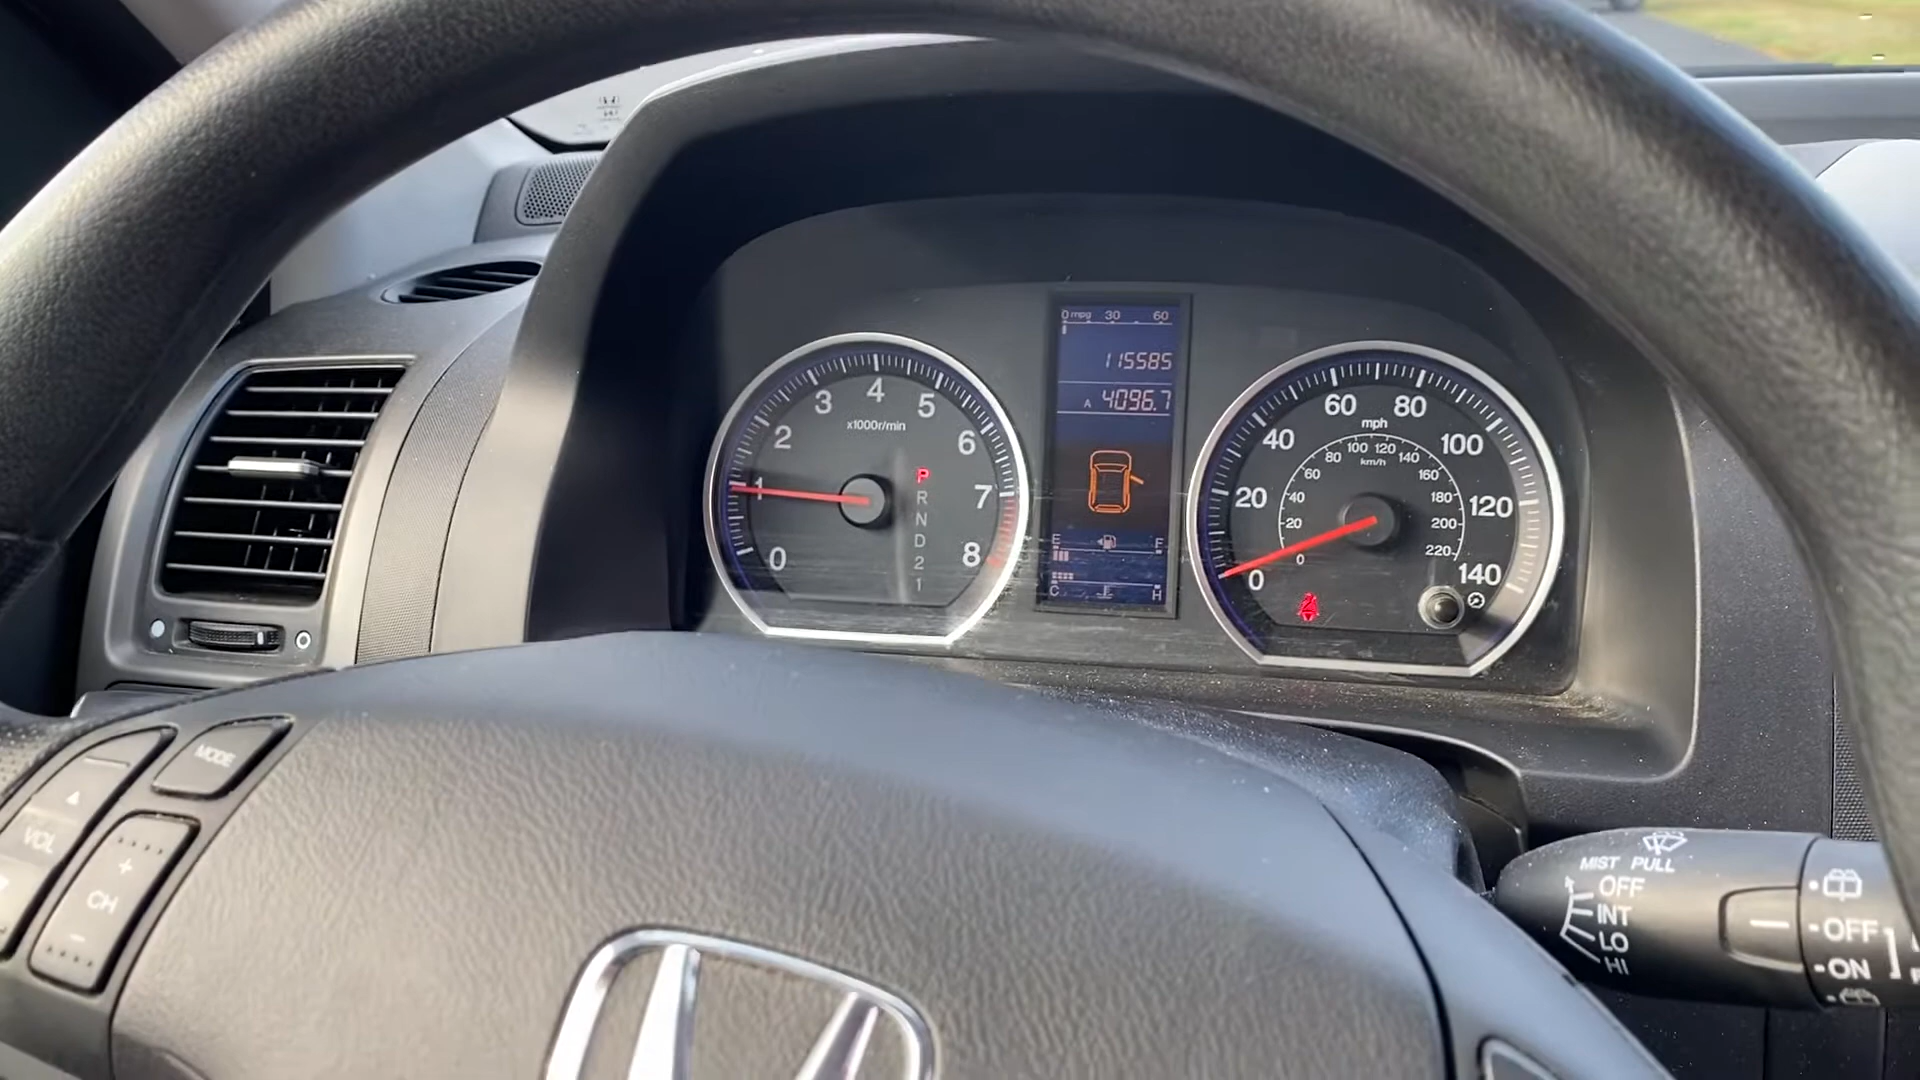 0 mpg 30 60
115585
A 4096.7
E F
C H
0 1 2 3 4 5 6 7 8
x1000r/min
P
R
N
D
2
1
0 20 40 60 80 100 120 140
mph
0 20 40 60 80 100 120 140 160 180 200 220
km/h
MODE
VOL
+
CH
-
MIST PULL
OFF
INT
LO
HI
OFF
ON